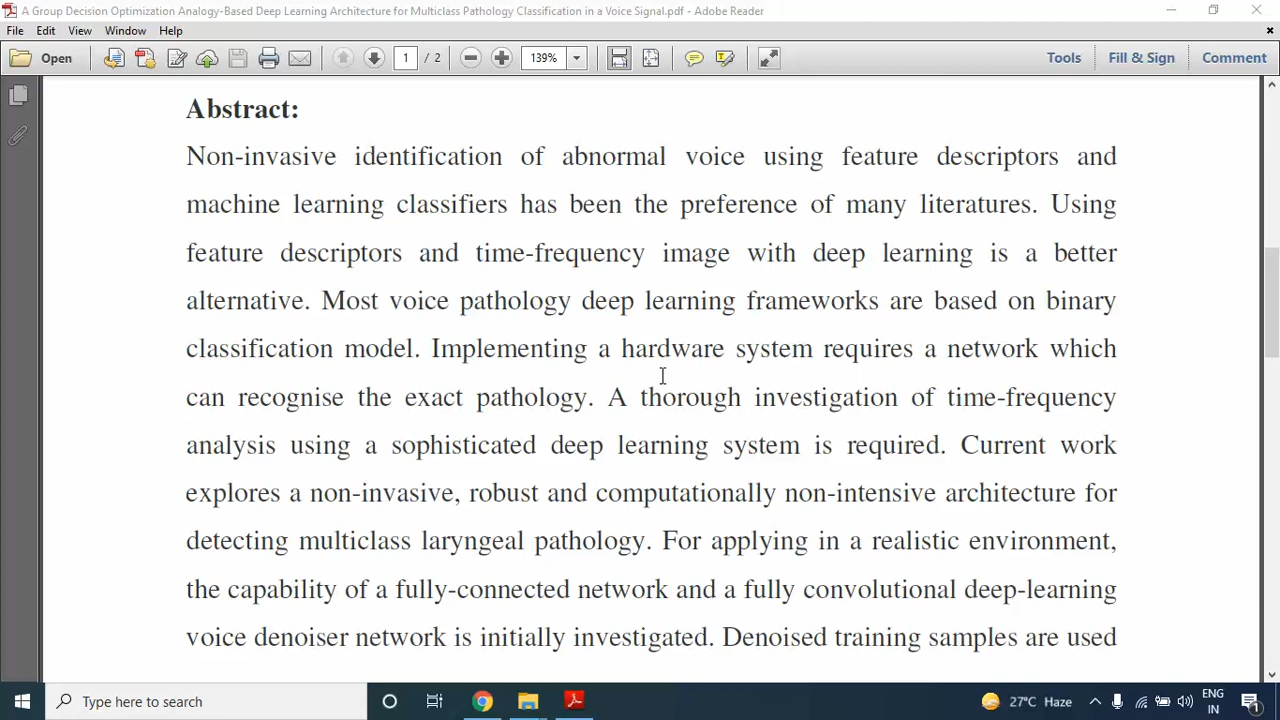 A Group Decision Optimization Analogy-Based Deep Learning Architecture for Multiclass Pathology Classification in a Voice Signal.pdf - Adobe Reader
File Edit View Window Help
Open 1 / 2 139% Tools Fill & Sign Comment
Abstract:
Non-invasive identification of abnormal voice using feature descriptors and
machine learning classifiers has been the preference of many literatures. Using
feature descriptors and time-frequency image with deep learning is a better
alternative. Most voice pathology deep learning frameworks are based on binary
classification model. Implementing a hardware system requires a network which
can recognise the exact pathology. A thorough investigation of time-frequency
analysis using a sophisticated deep learning system is required. Current work
explores a non-invasive, robust and computationally non-intensive architecture for
detecting multiclass laryngeal pathology. For applying in a realistic environment,
the capability of a fully-connected network and a fully convolutional deep-learning
voice denoiser network is initially investigated. Denoised training samples are used
Type here to search
27°C Haze
ENG
IN
1